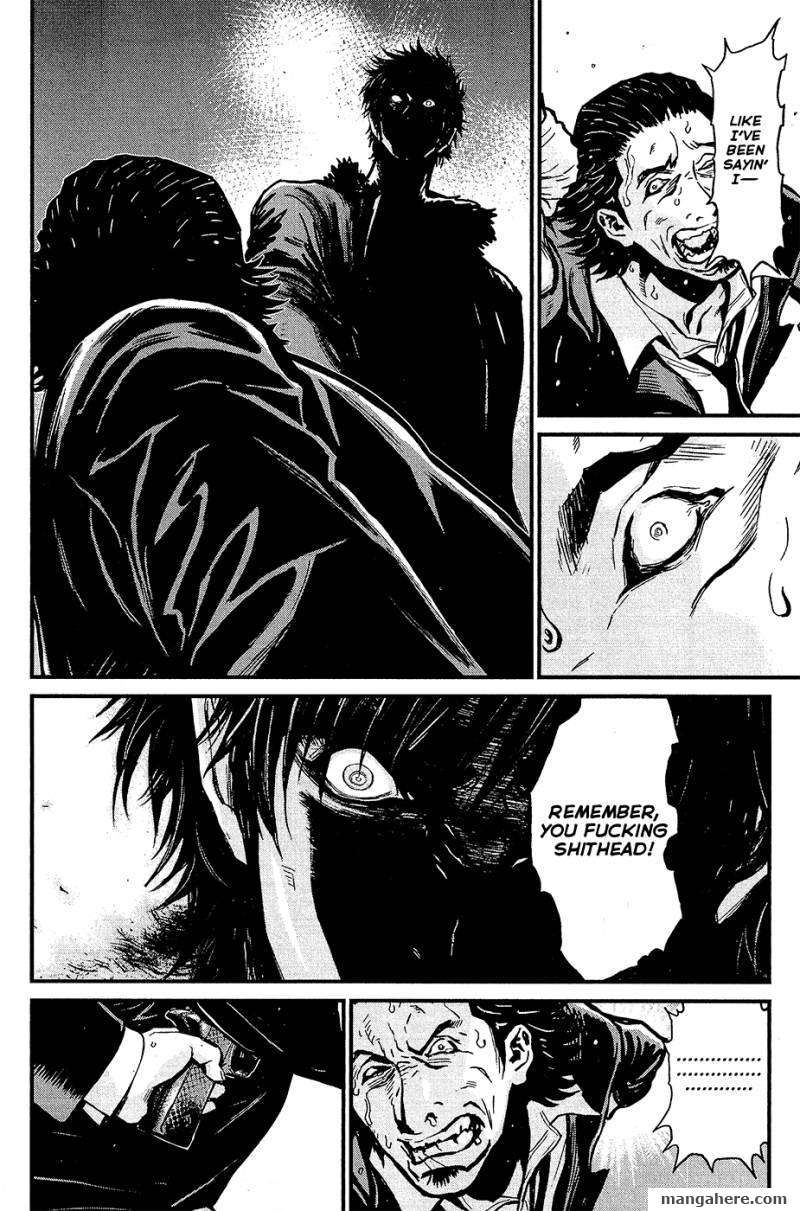 LIKE
I'VE
BEEN
SAYIN'
I—
REMEMBER,
YOU FUCKING
SHITHEAD!
..............
..............
............
mangahere.com